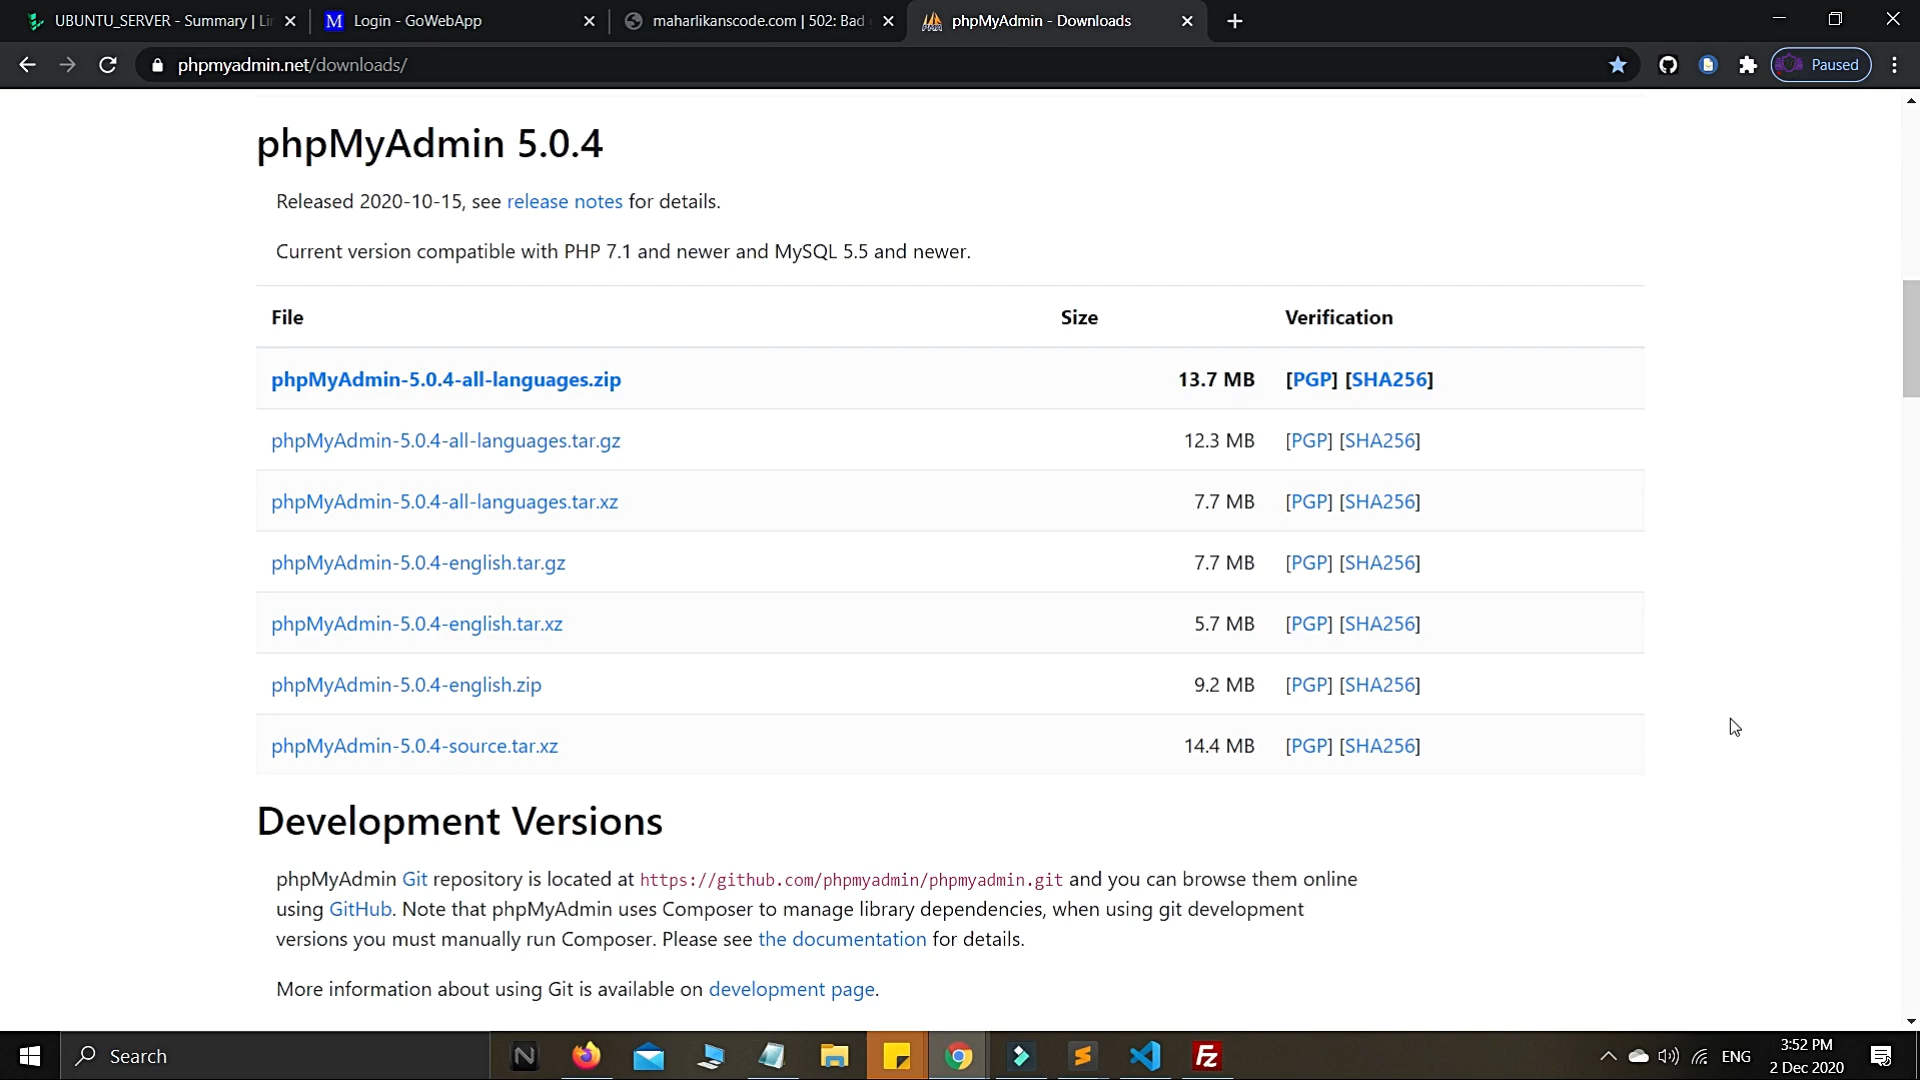 UBUNTU_SERVER - Summary | Lin
M Login - GoWebApp
maharlikanscode.com | 502: Bad
phpMyAdmin - Downloads
phpmyadmin.net/downloads/
Paused
phpMyAdmin 5.0.4
Released 2020-10-15, see release notes for details.
Current version compatible with PHP 7.1 and newer and MySQL 5.5 and newer.
File Size Verification
phpMyAdmin-5.0.4-all-languages.zip 13.7 MB [PGP] [SHA256]
phpMyAdmin-5.0.4-all-languages.tar.gz 12.3 MB [PGP] [SHA256]
phpMyAdmin-5.0.4-all-languages.tar.xz 7.7 MB [PGP] [SHA256]
phpMyAdmin-5.0.4-english.tar.gz 7.7 MB [PGP] [SHA256]
phpMyAdmin-5.0.4-english.tar.xz 5.7 MB [PGP] [SHA256]
phpMyAdmin-5.0.4-english.zip 9.2 MB [PGP] [SHA256]
phpMyAdmin-5.0.4-source.tar.xz 14.4 MB [PGP] [SHA256]
Development Versions
phpMyAdmin Git repository is located at https://github.com/phpmyadmin/phpmyadmin.git and you can browse them online
using GitHub. Note that phpMyAdmin uses Composer to manage library dependencies, when using git development
versions you must manually run Composer. Please see the documentation for details.
More information about using Git is available on development page.
Search
N
Fz
ENG
3:52 PM
2 Dec 2020